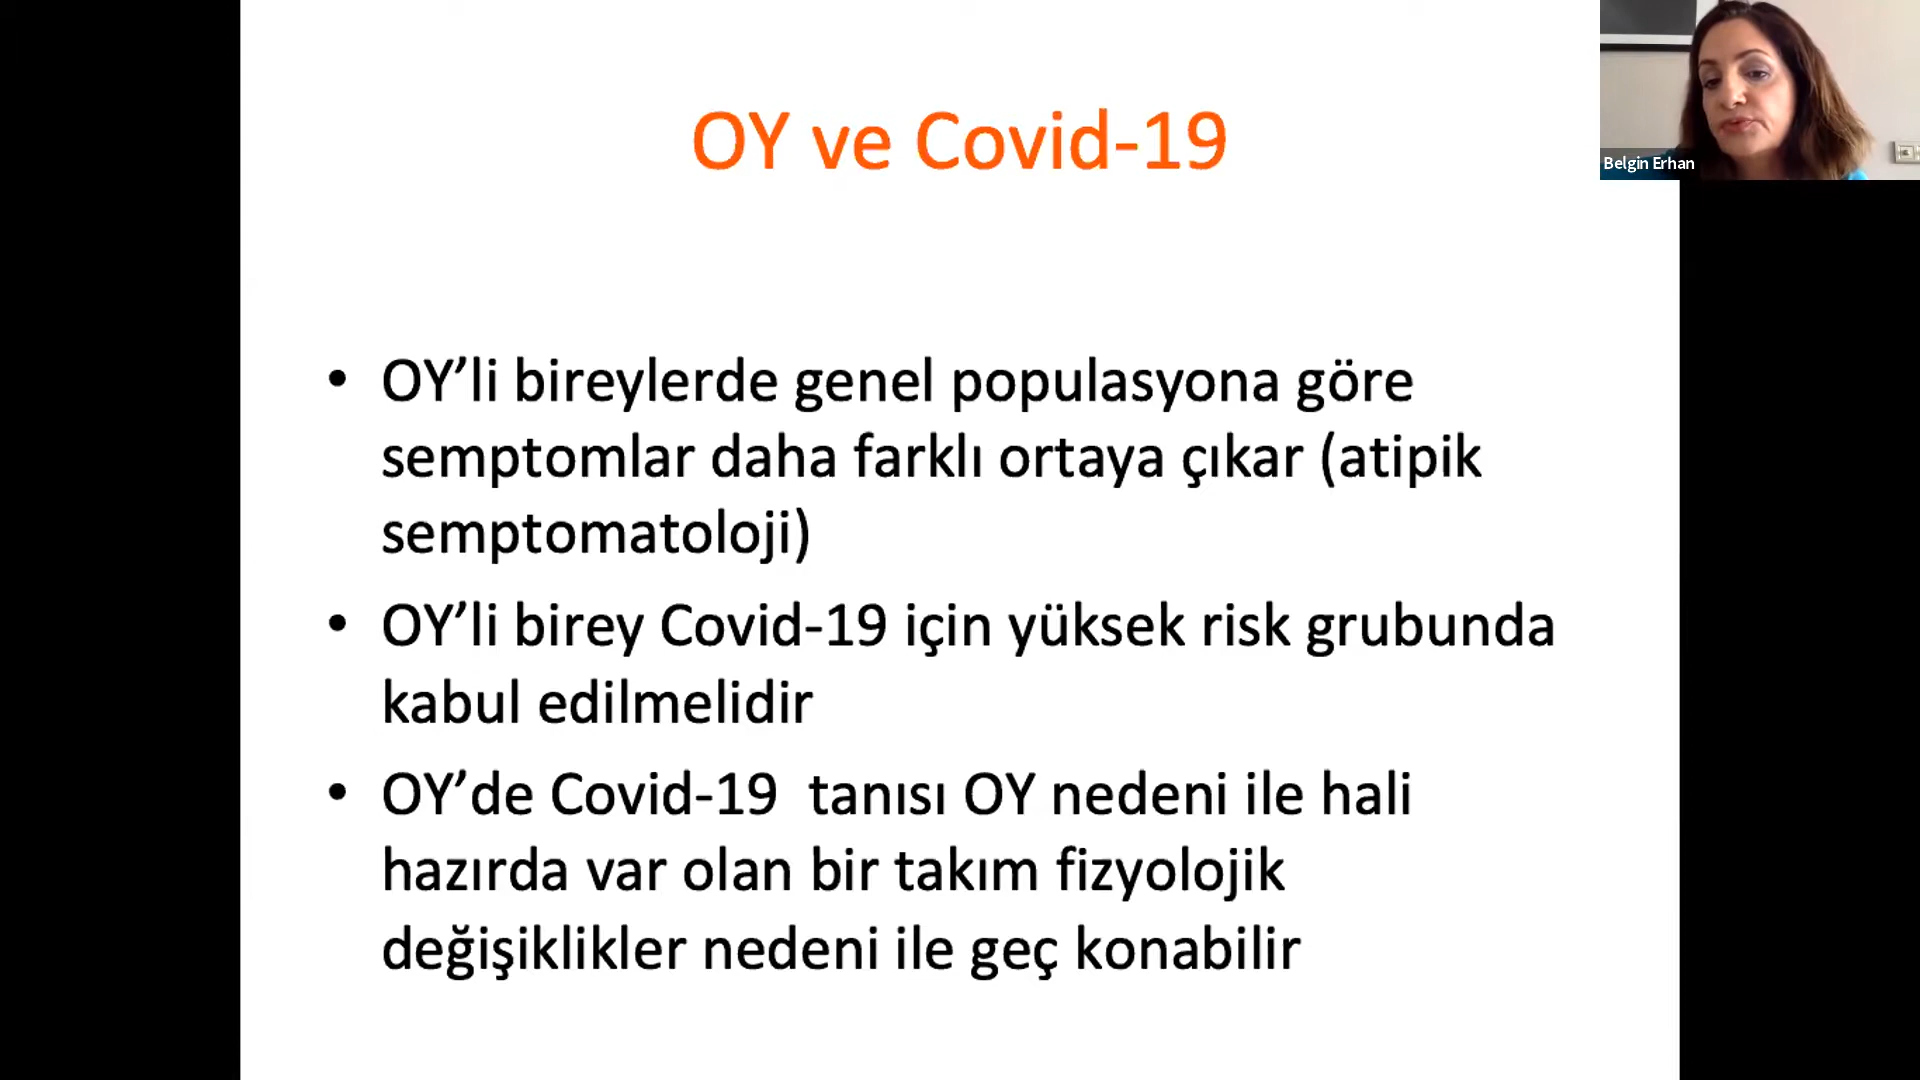 OY ve Covid-19
Belgin Erhan
• OY’li bireylerde genel populasyona göre
semptomlar daha farklı ortaya çıkar (atipik
semptomatoloji)
• OY’li birey Covid-19 için yüksek risk grubunda
kabul edilmelidir
• OY’de Covid-19  tanısı OY nedeni ile hali
hazırda var olan bir takım fizyolojik
değişiklikler nedeni ile geç konabilir